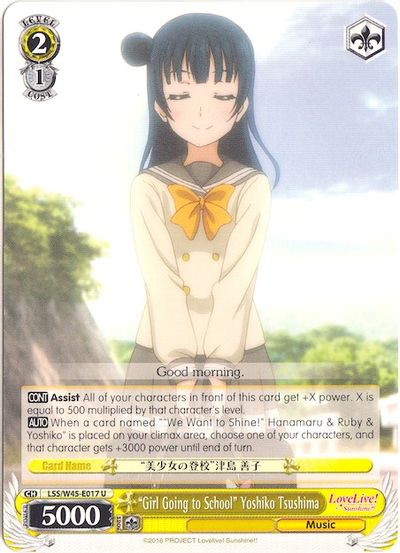 LEVEL
2
1
COST
Good morning.
CONT Assist All of your characters in front of this card get +X power. X is
equal to 500 multiplied by that character's level.
AUTO When a card named ""We Want to Shine!" Hanamaru & Ruby &
Yoshiko" is placed on your climax area, choose one of your characters, and
that character gets +3000 power until end of turn.
Card Name "美少女の登校"津島 善子
CH LSS/W45-E017 U
"Girl Going to School" Yoshiko Tsushima
LoveLive!
Sunshine!!
POWER 5000
Music
©2016 PROJECT Lovelive! Sunshine!!